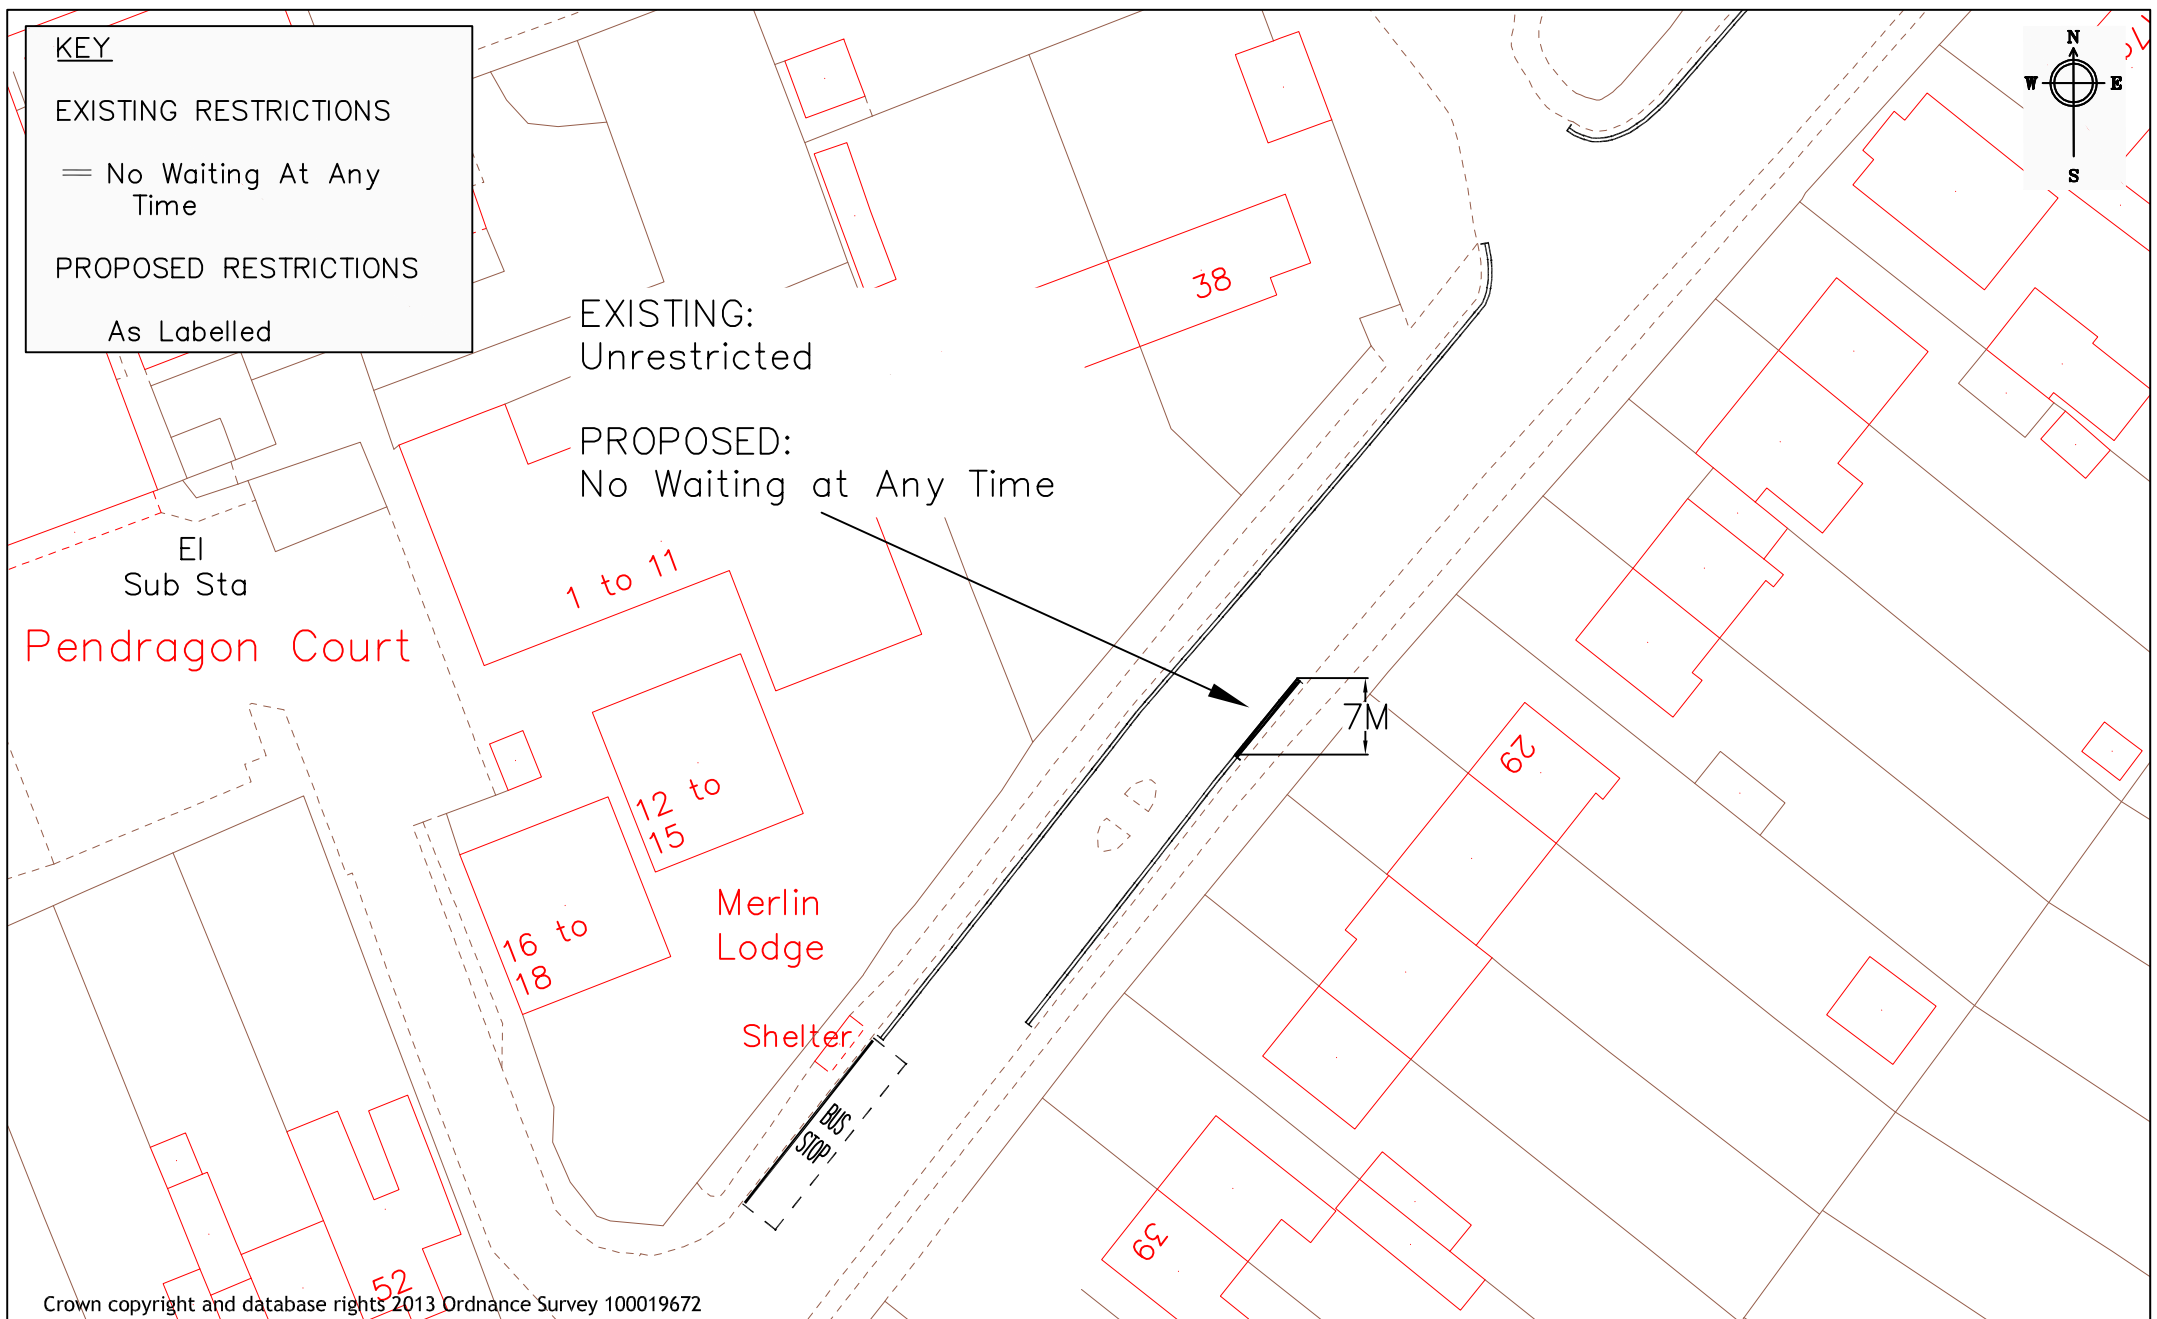 KEY
EXISTING RESTRICTIONS
No Waiting At Any
Time
PROPOSED RESTRICTIONS
As Labelled
N
W E
S
38
EXISTING:
Unrestricted
PROPOSED:
No Waiting at Any Time
El
Sub Sta
1 to 11
Pendragon Court
7M
29
12 to
15
Merlin
Lodge
16 to
18
Shelter
BUS
STOP
39
52
Crown copyright and database rights 2013 Ordnance Survey 100019672